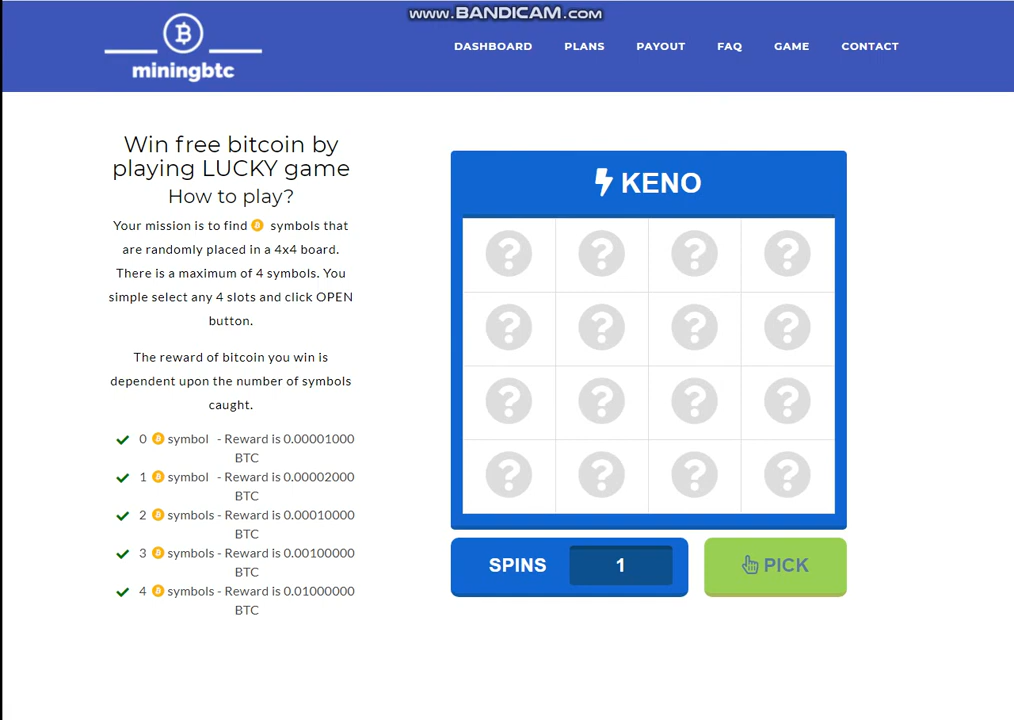 www.BANDICAM.com
miningbtc
DASHBOARD PLANS PAYOUT FAQ GAME CONTACT
Win free bitcoin by
playing LUCKY game
How to play?
Your mission is to find symbols that
are randomly placed in a 4x4 board.
There is a maximum of 4 symbols. You
simple select any 4 slots and click OPEN
button.
The reward of bitcoin you win is
dependent upon the number of symbols
caught.
0 symbol - Reward is 0.00001000
BTC
1 symbol - Reward is 0.00002000
BTC
2 symbols - Reward is 0.00010000
BTC
3 symbols - Reward is 0.00100000
BTC
4 symbols - Reward is 0.01000000
BTC
KENO
? ? ? ?
? ? ? ?
? ? ? ?
? ? ? ?
SPINS 1
PICK